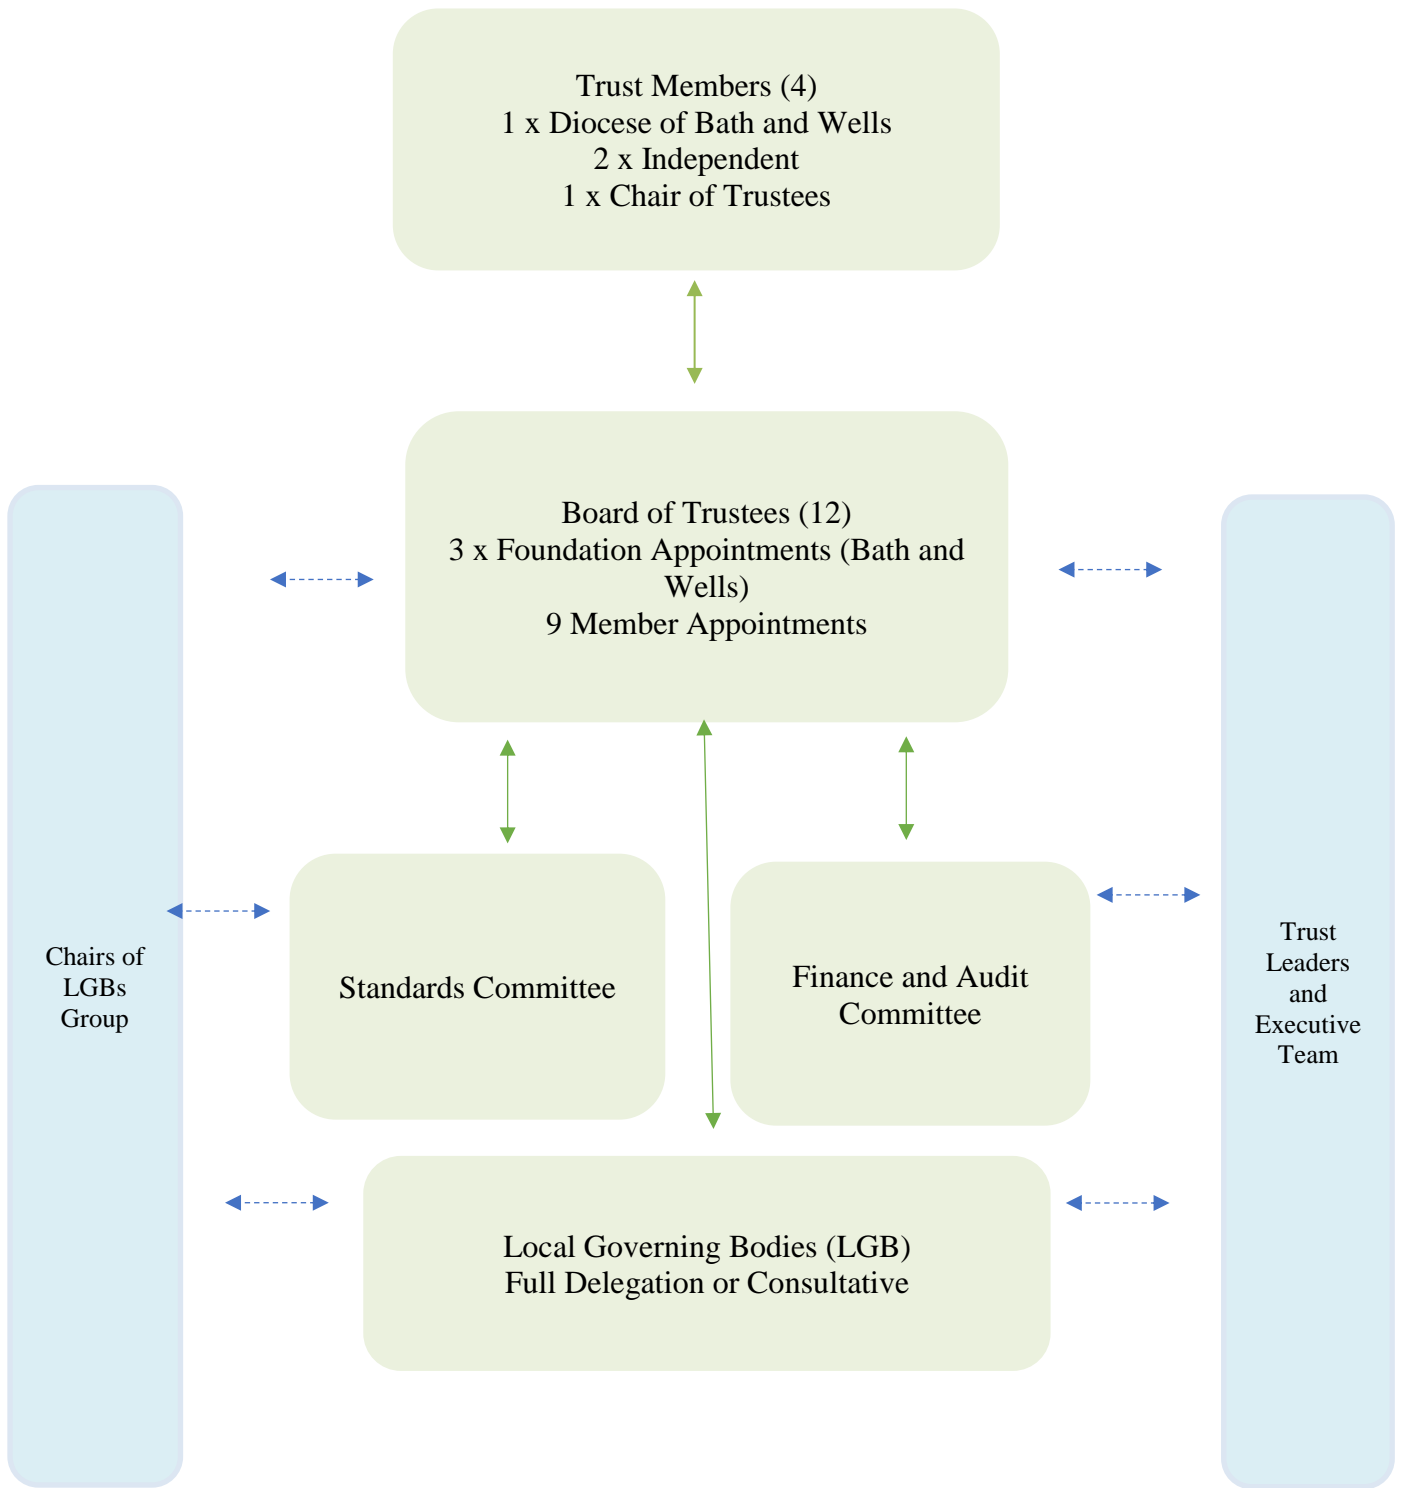 Trust Members (4)
1 x Diocese of Bath and Wells
2 x Independent
1 x Chair of Trustees
Board of Trustees (12)
3 x Foundation Appointments (Bath and
Wells)
9 Member Appointments
Chairs of
LGBs
Group
Standards Committee
Finance and Audit
Committee
Trust
Leaders
and
Executive
Team
Local Governing Bodies (LGB)
Full Delegation or Consultative